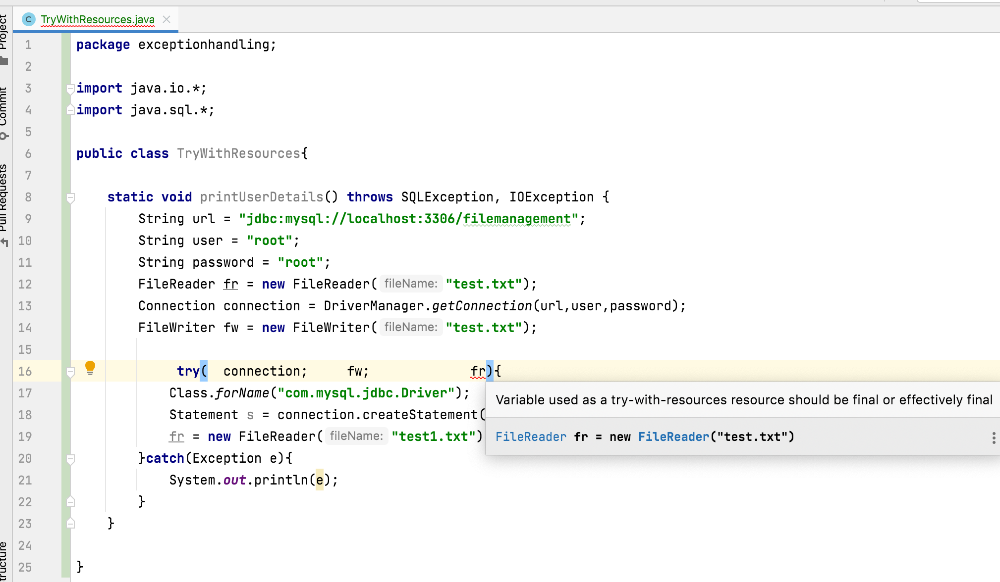 TryWithResources.java
Project
Commit
Pull Requests
1 package exceptionhandling;
2
3 import java.io.*;
4 import java.sql.*;
5
6 public class TryWithResources{
7
8 static void printUserDetails() throws SQLException, IOException {
9 String url = "jdbc:mysql://localhost:3306/filemanagement";
10 String user = "root";
11 String password = "root";
12 FileReader fr = new FileReader( fileName: "test.txt");
13 Connection connection = DriverManager.getConnection(url,user,password);
14 FileWriter fw = new FileWriter( fileName: "test.txt");
15
16 try( connection; fw; fr){
17 Class.forName("com.mysql.jdbc.Driver");
Variable used as a try-with-resources resource should be final or effectively final
18 Statement s = connection.createStatement(
19 fr = new FileReader( fileName: "test1.txt")
FileReader fr = new FileReader("test.txt")
20 }catch(Exception e){
21 System.out.println(e);
22 }
23 }
24
25 }